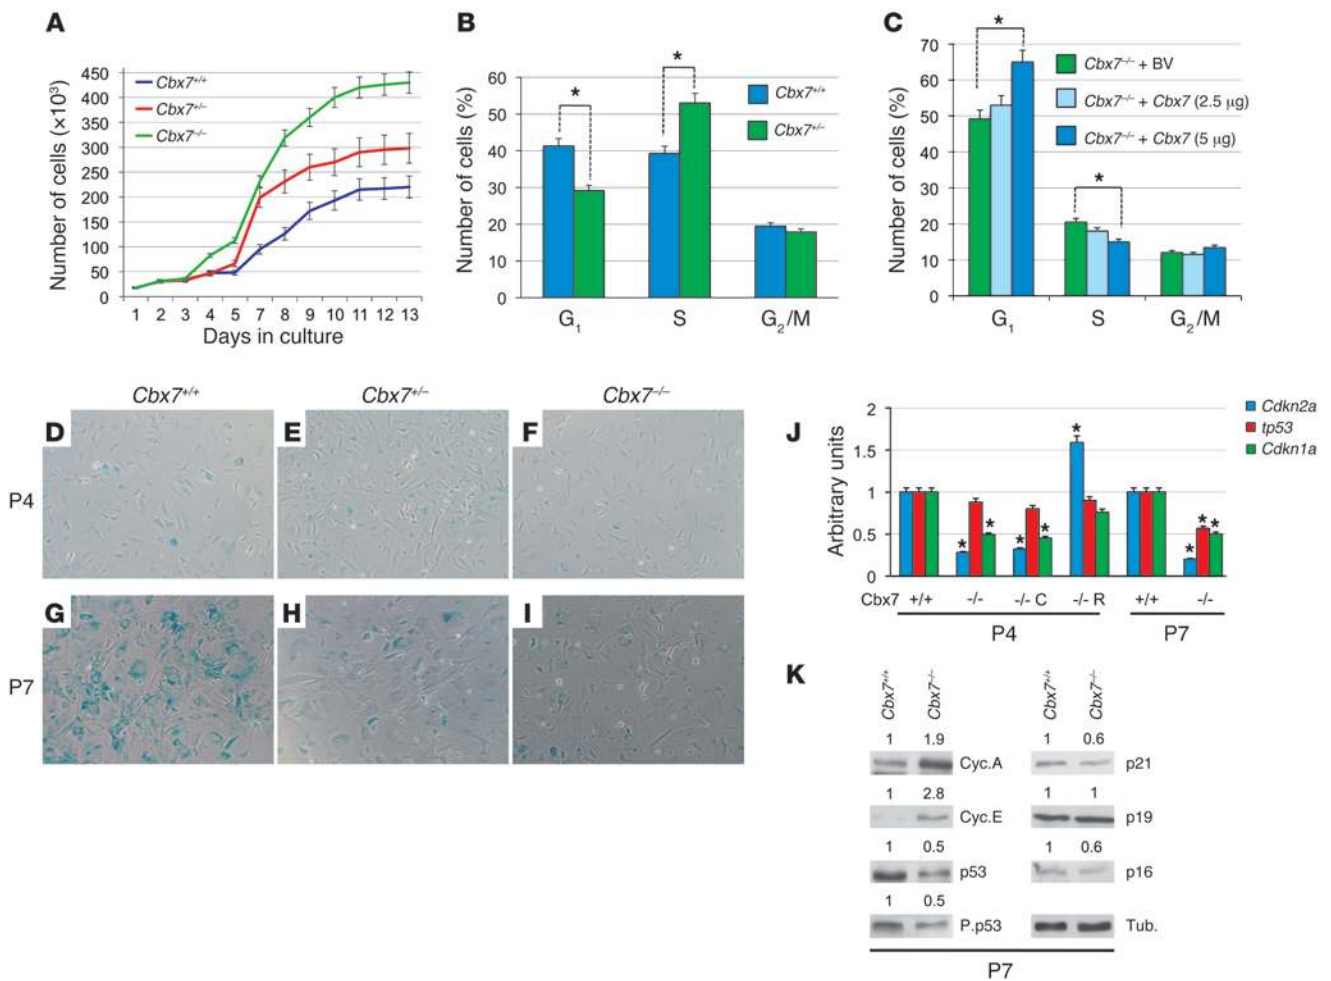 A
Number of cells (×10³)
450
400
350
300
250
200
150
100
50
0
Cbx7+/+
Cbx7+/–
Cbx7–/–
1 2 3 4 5 7 8 9 10 11 12 13
Days in culture
B
Number of cells (%)
60
50
40
30
20
10
0
*
*
Cbx7+/+
Cbx7+/–
G₁ S G₂/M
C
Number of cells (%)
70
60
50
40
30
20
10
0
*
*
Cbx7–/– + BV
Cbx7–/– + Cbx7 (2.5 µg)
Cbx7–/– + Cbx7 (5 µg)
G₁ S G₂/M
Cbx7+/+ Cbx7+/– Cbx7–/–
P4
D E F
P7
G H I
J
Arbitrary units
2
1.5
1
0.5
0
* * * * * * * *
Cdkn2a
tp53
Cdkn1a
Cbx7 +/+ -/- -/- C -/- R +/+ -/-
P4 P7
K
Cbx7+/+ Cbx7–/– Cbx7+/+ Cbx7–/–
1 1.9 1 0.6
Cyc.A p21
1 2.8 1 1
Cyc.E p19
1 0.5 1 0.6
p53 p16
1 0.5
P.p53 Tub.
P7